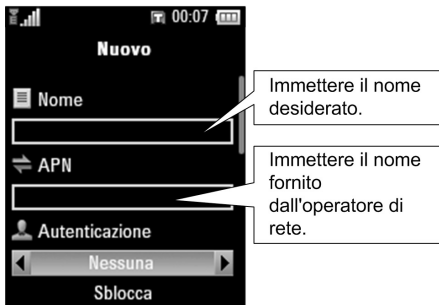 00:07
Nuovo
Nome
APN
Autenticazione
Nessuna
Sblocca
Immettere il nome
desiderato.
Immettere il nome
fornito
dall'operatore di
rete.